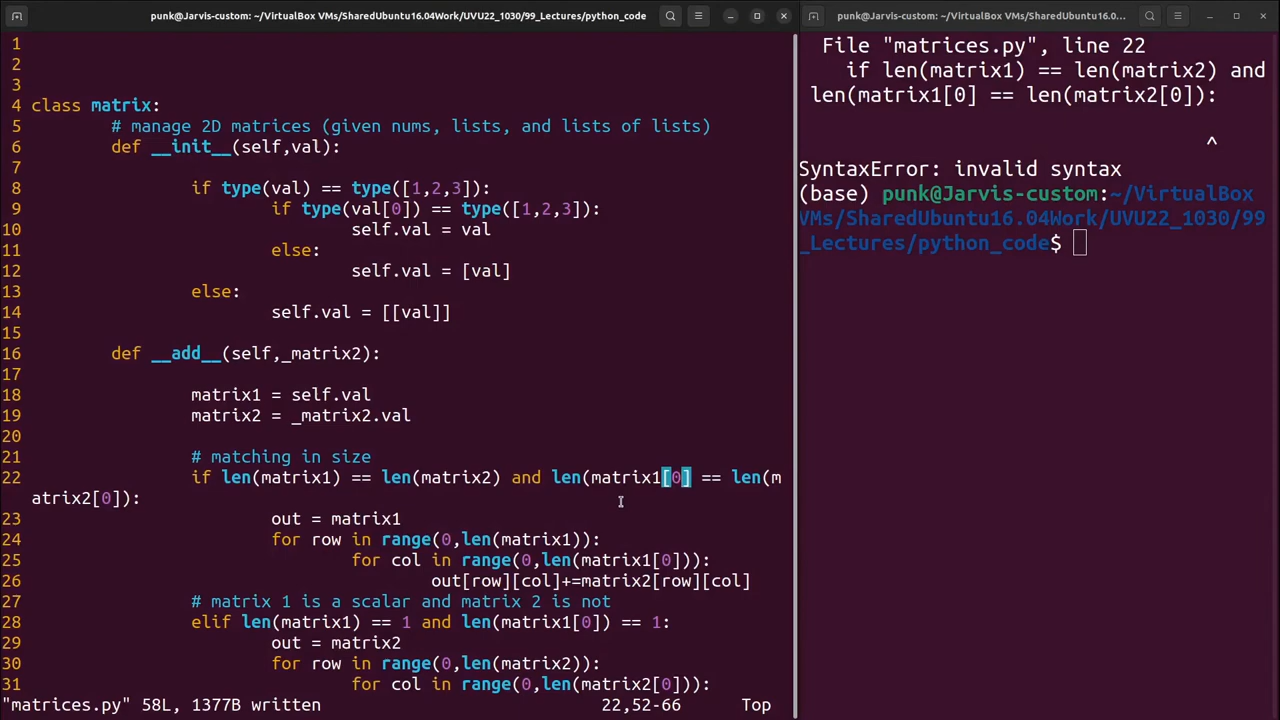 punk@Jarvis-custom: ~/VirtualBox VMs/SharedUbuntu16.04Work/UVU22_1030/99_Lectures/python_code
1
2
3
4 class matrix:
5         # manage 2D matrices (given nums, lists, and lists of lists)
6         def __init__(self,val):
7
8                 if type(val) == type([1,2,3]):
9                         if type(val[0]) == type([1,2,3]):
10                                 self.val = val
11                         else:
12                                 self.val = [val]
13                 else:
14                         self.val = [[val]]
15
16         def __add__(self,_matrix2):
17
18                 matrix1 = self.val
19                 matrix2 = _matrix2.val
20
21                 # matching in size
22                 if len(matrix1) == len(matrix2) and len(matrix1[0] == len(m
atrix2[0]):
23                         out = matrix1
24                         for row in range(0,len(matrix1)):
25                                 for col in range(0,len(matrix1[0])):
26                                         out[row][col]+=matrix2[row][col]
27                 # matrix 1 is a scalar and matrix 2 is not
28                 elif len(matrix1) == 1 and len(matrix1[0]) == 1:
29                         out = matrix2
30                         for row in range(0,len(matrix2)):
31                                 for col in range(0,len(matrix2[0])):
"matrices.py" 58L, 1377B written 22,52-66 Top
punk@Jarvis-custom: ~/VirtualBox VMs/SharedUbuntu16.0...
File "matrices.py", line 22
if len(matrix1) == len(matrix2) and
len(matrix1[0] == len(matrix2[0]):
^
SyntaxError: invalid syntax
(base) punk@Jarvis-custom:~/VirtualBox
VMs/SharedUbuntu16.04Work/UVU22_1030/99
_Lectures/python_code$